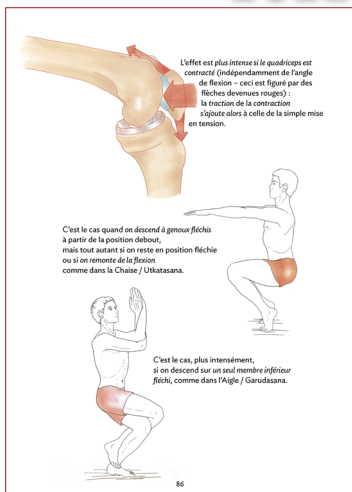 L'effet est plus intense si le quadriceps est
contracté (indépendamment de l'angle
de flexion – ceci est figuré par des
flèches devenues rouges) :
la traction de la contraction
s'ajoute alors à celle de la simple mise
en tension.
C'est le cas quand on descend à genoux fléchis
à partir de la position debout,
mais tout autant si on reste en position fléchie
ou si on remonte de la flexion
comme dans la Chaise / Utkatasana.
C'est le cas, plus intensément,
si on descend sur un seul membre inférieur
fléchi, comme dans l'Aigle / Garudasana.
86